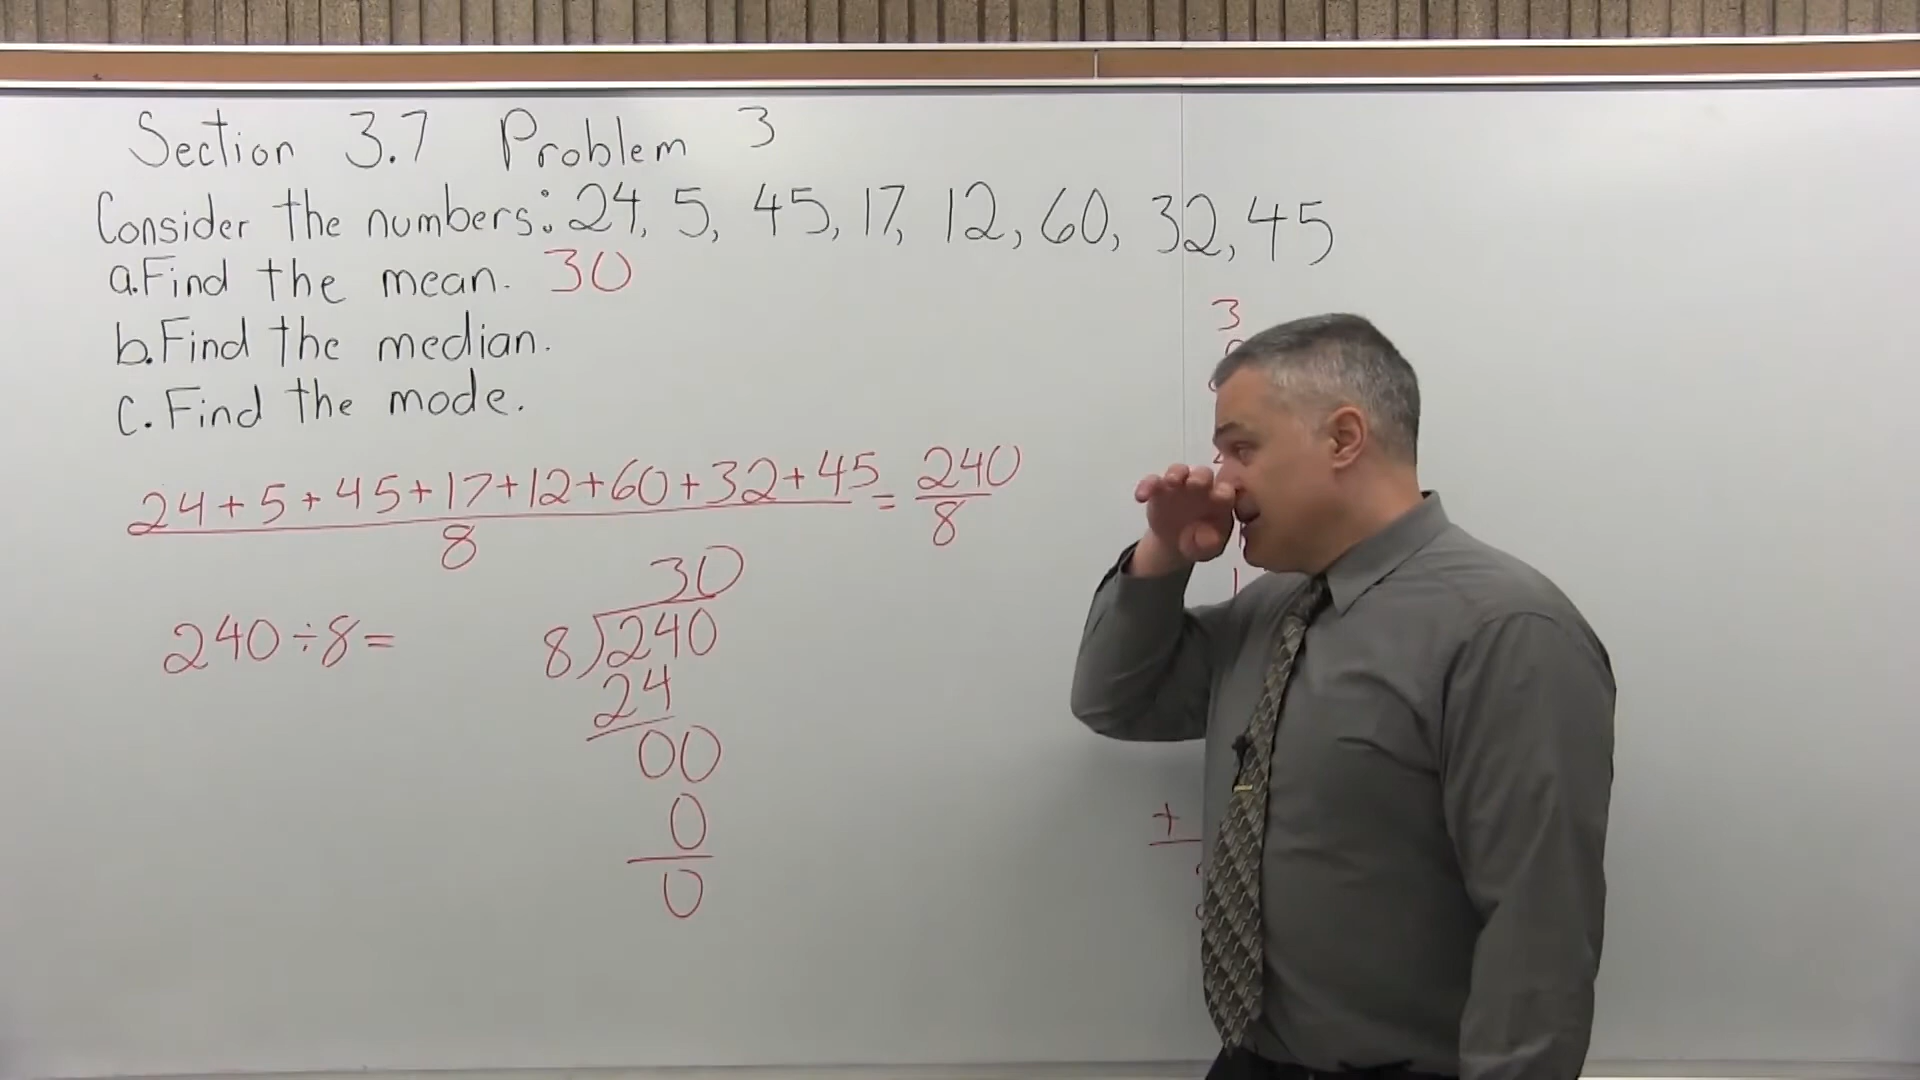 Section 3.7 Problem 3
Consider the numbers: 24, 5, 45, 17, 12, 60, 32, 45
a. Find the mean. 30
b. Find the median.
c. Find the mode.
24+5+45+17+12+60+32+45 = 240
8 8
240÷8=
30
8)240
24
00
0
0
3
+